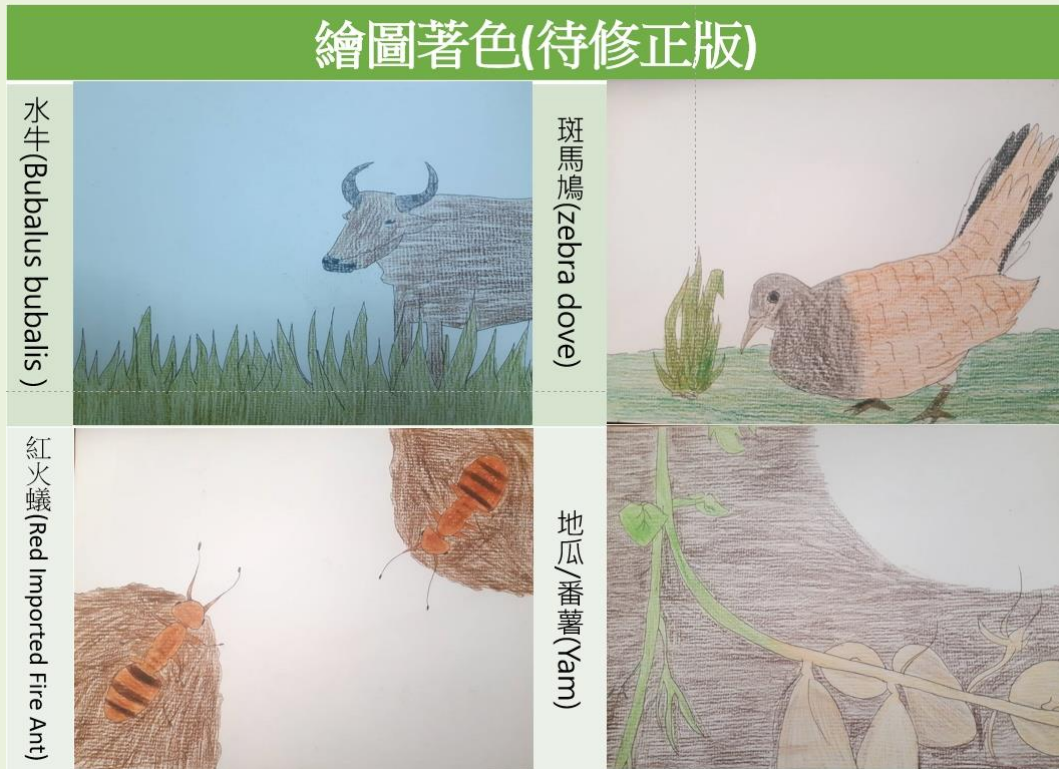 繪圖著色(待修正版)
水牛(Bubalus bubalis )
斑馬鳩(zebra dove)
紅火蟻(Red Imported Fire Ant)
地瓜/番薯(Yam)